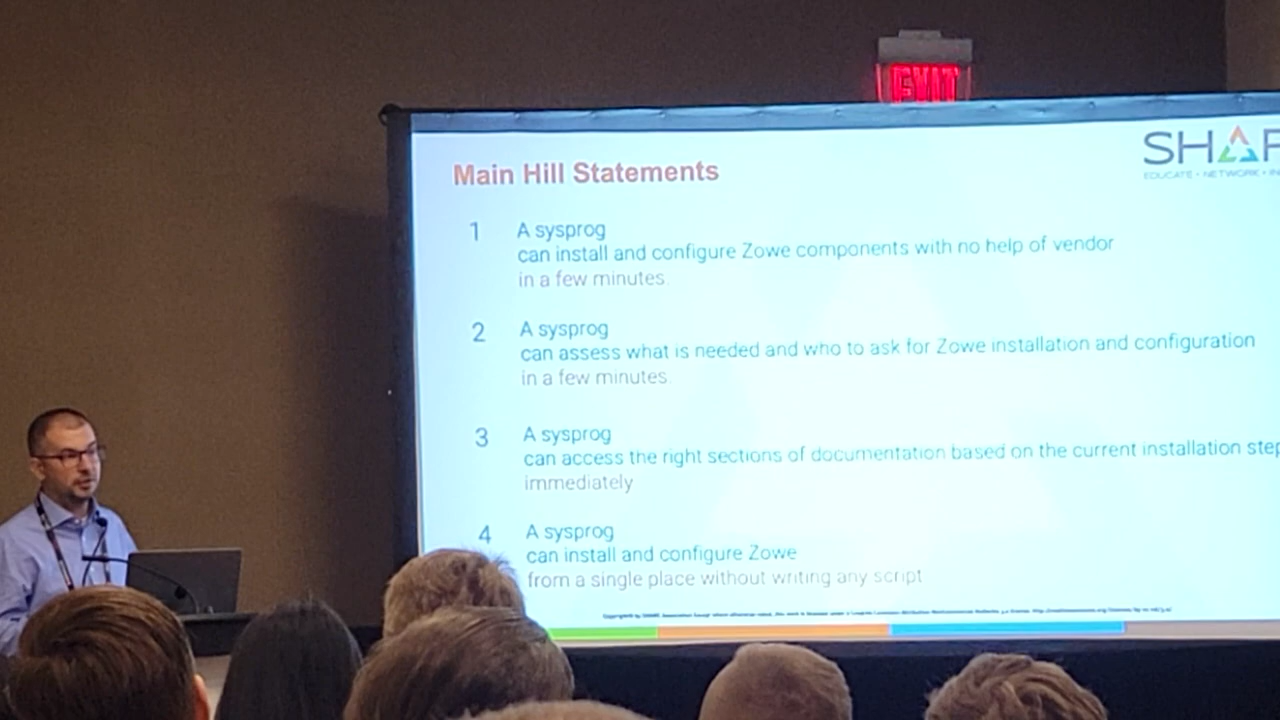 EXIT
SHAR
EDUCATE • NETWORK • IN
Main Hill Statements
1 A sysprog
can install and configure Zowe components with no help of vendor
in a few minutes.
2 A sysprog
can assess what is needed and who to ask for Zowe installation and configuration
in a few minutes.
3 A sysprog
can access the right sections of documentation based on the current installation step
immediately
4 A sysprog
can install and configure Zowe
from a single place without writing any script